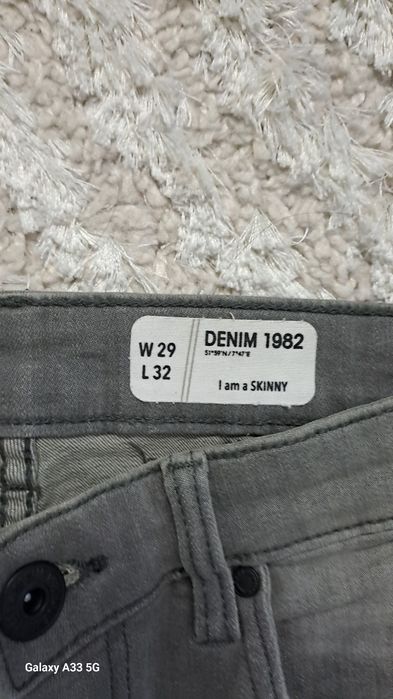 W 29
L 32
DENIM 1982
51°59'N/7°47'E
I am a SKINNY
Galaxy A33 5G